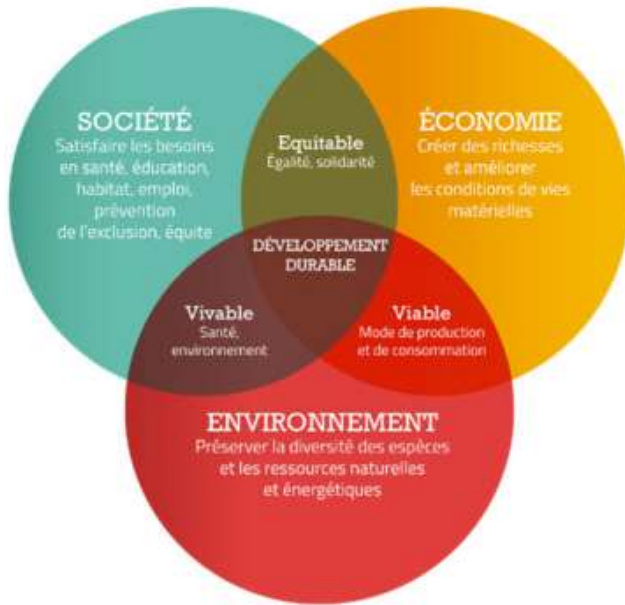 SOCIÉTÉ
Satisfaire les besoins
en santé, éducation,
habitat, emploi,
prévention
de l'exclusion, équite
Equitable
Égalité, solidarité
ÉCONOMIE
Créer des richesses
et améliorer
les conditions de vies
matérielles
DÉVELOPPEMENT
DURABLE
Vivable
Santé,
environnement
Viable
Mode de production
et de consommation
ENVIRONNEMENT
Préserver la diversité des espèces
et les ressources naturelles
et énergétiques